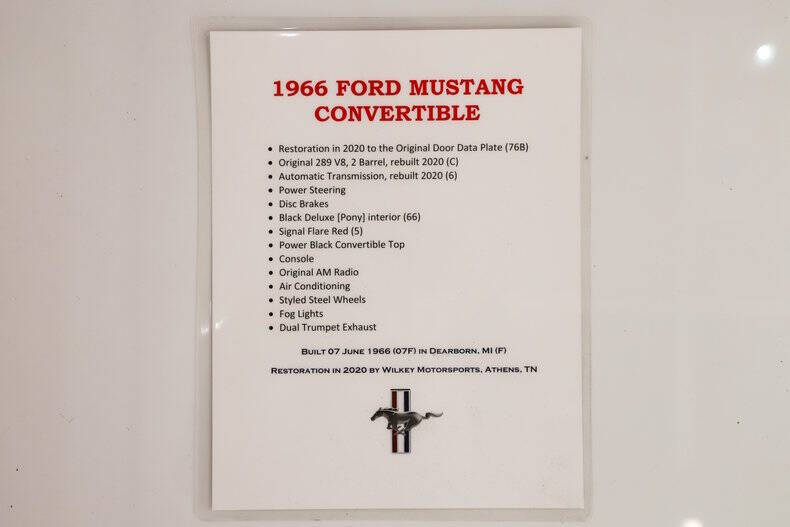 1966 FORD MUSTANG
CONVERTIBLE
• Restoration in 2020 to the Original Door Data Plate (76B)
• Original 289 V8, 2 Barrel, rebuilt 2020 (C)
• Automatic Transmission, rebuilt 2020 (6)
• Power Steering
• Disc Brakes
• Black Deluxe [Pony] interior (66)
• Signal Flare Red (5)
• Power Black Convertible Top
• Console
• Original AM Radio
• Air Conditioning
• Styled Steel Wheels
• Fog Lights
• Dual Trumpet Exhaust
BUILT 07 JUNE 1966 (07F) IN DEARBORN, MI (F)
RESTORATION IN 2020 BY WILKEY MOTORSPORTS, ATHENS, TN